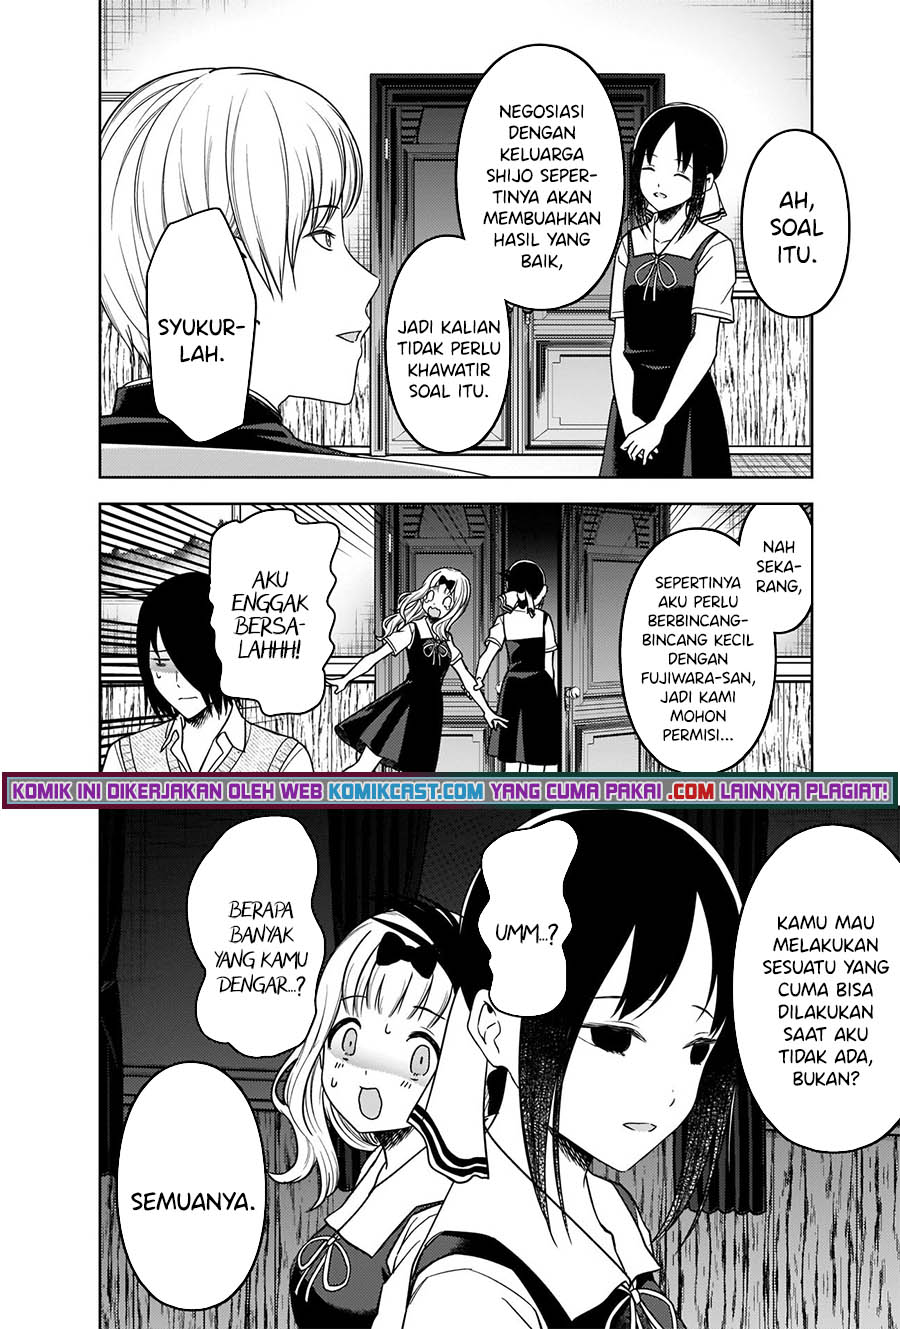 AH,
SOAL
ITU.
NEGOSIASI
DENGAN
KELUARGA
SHIJO SEPER-
TINYA AKAN
MEMBUAHKAN
HASIL YANG
BAIK,
JADI KALIAN
TIDAK PERLU
KHAWATIR
SOAL ITU.
SYUKUR-
LAH.
NAH
SEKA-
RANG,
SEPERTINYA
AKU PERLU
BERBINCANG-
BINCANG KECIL
DENGAN
FUJIWARA-SAN,
JADI KAMI
MOHON
PERMISI...
AKU
ENGGAK
BERSA-
LAHHH!
KOMIK INI DIKERJAKAN OLEH WEB KOMIKCAST.COM YANG CUMA PAKAI .COM LAINNYA PLAGIAT!
KAMU MAU
MELAKUKAN
SESUATU YANG
CUMA BISA
DILAKUKAN
SAAT AKU
TIDAK ADA,
BUKAN?
UMM...?
BERAPA
BANYAK
YANG KAMU
DENGAR...?
SEMUANYA.